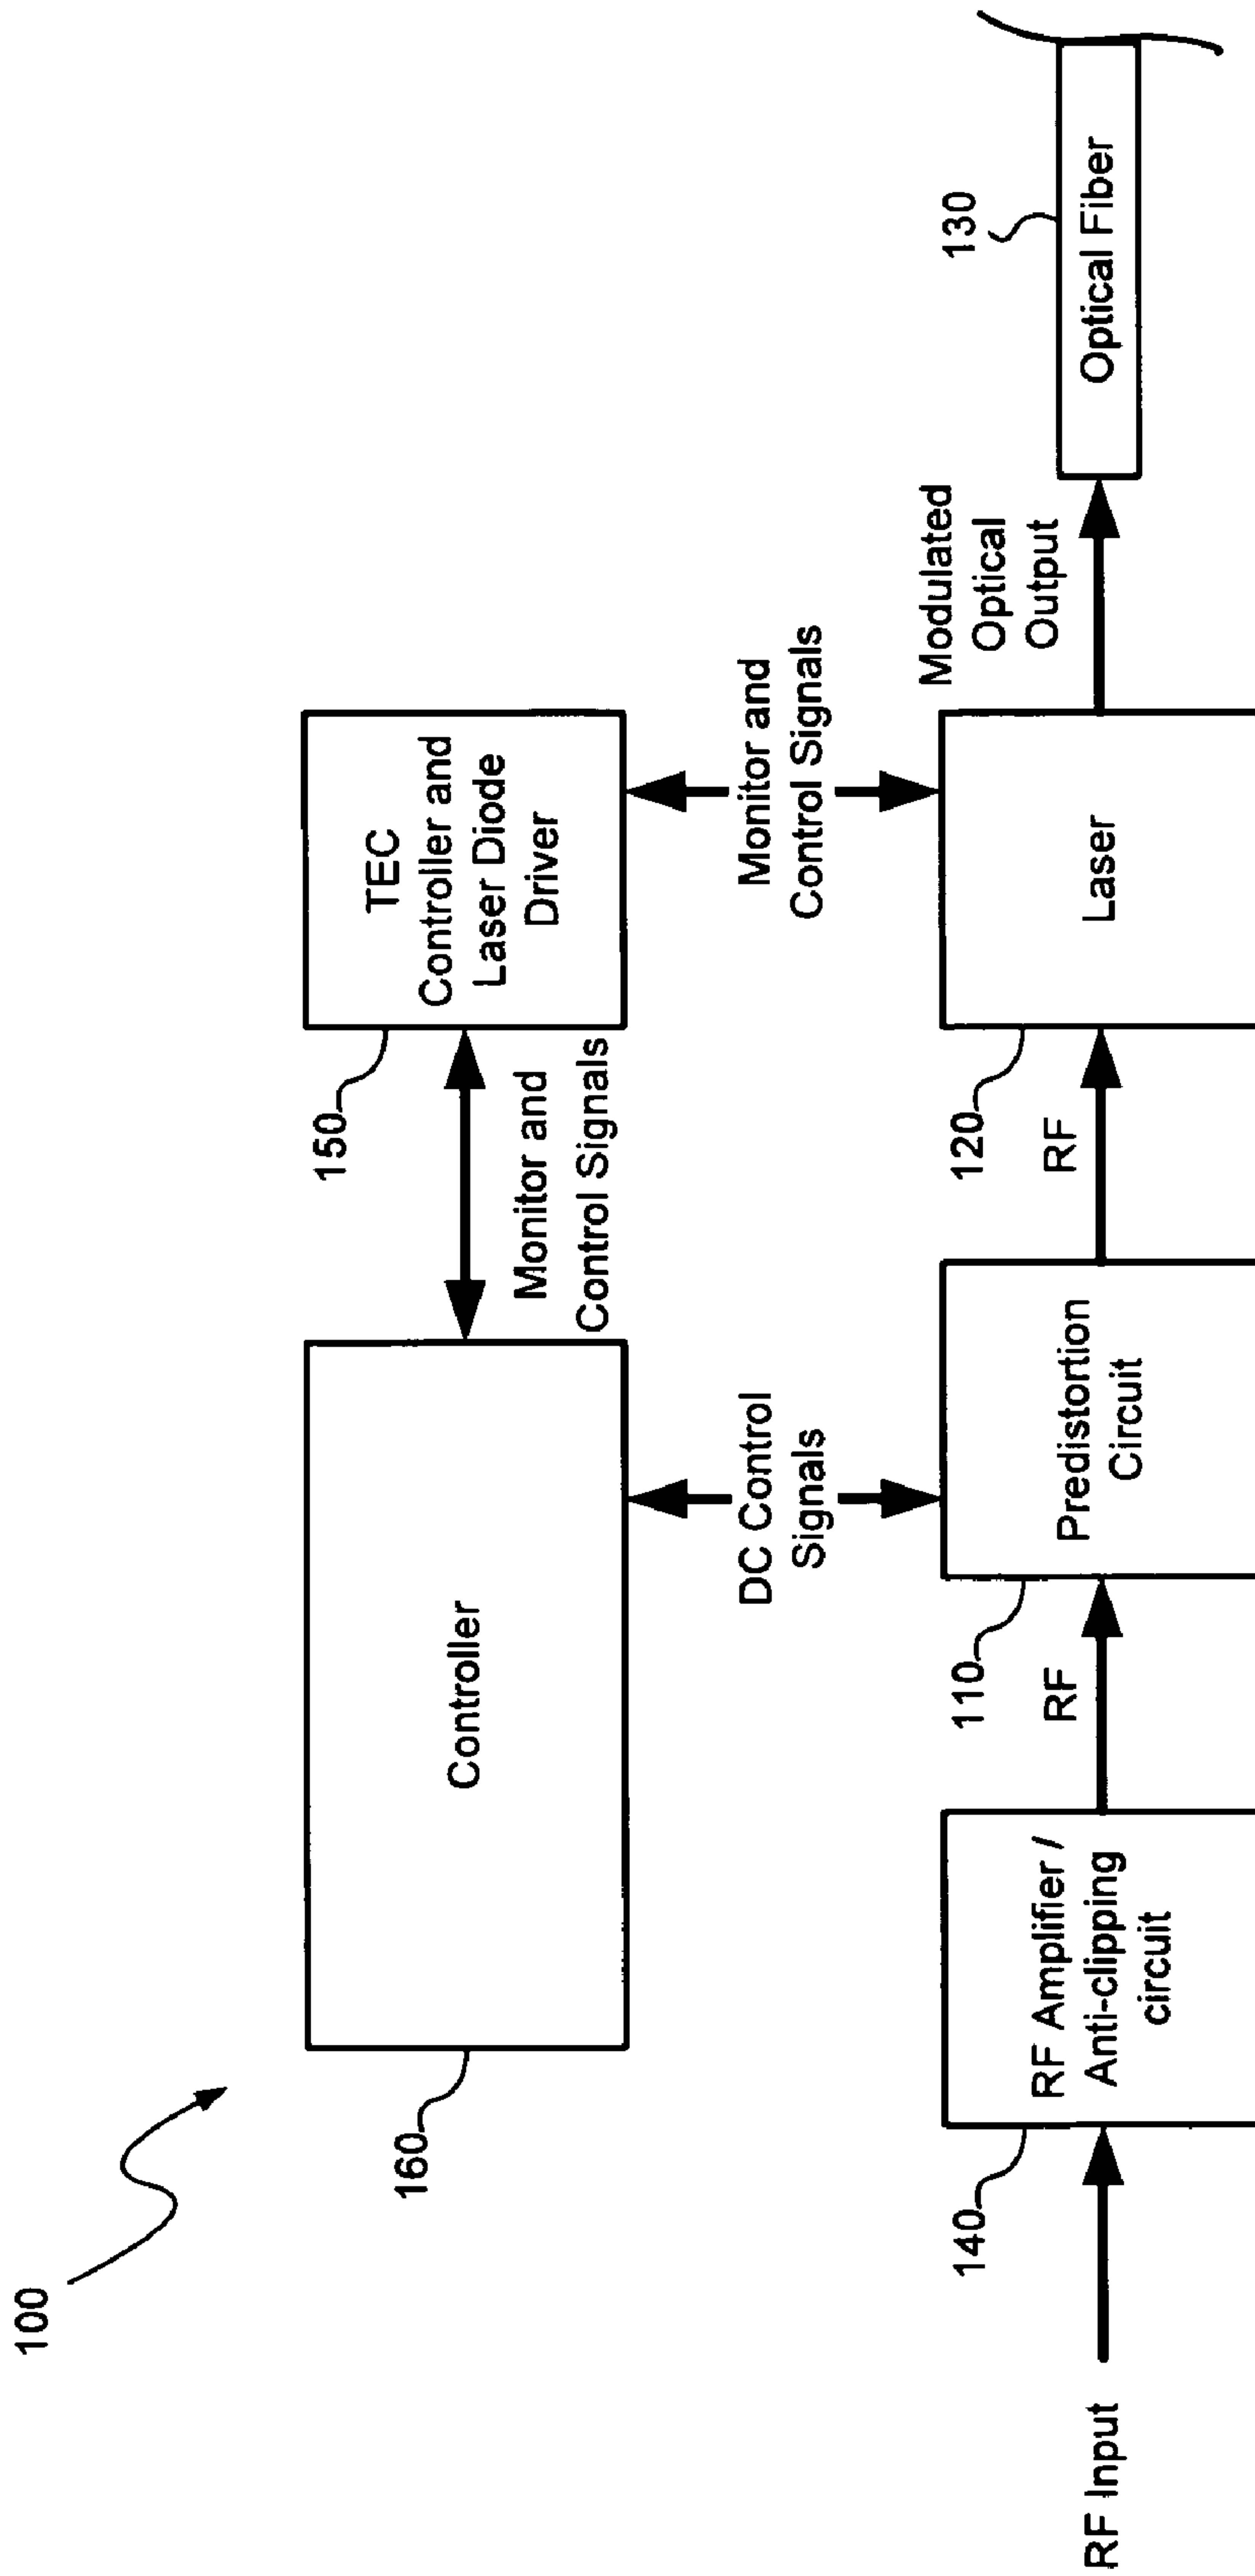 100
160
Controller
Monitor and
Control Signals
150
TEC
Controller and
Laser Diode
Driver
DC Control
Signals
Monitor and
Control Signals
RF Input
140
RF Amplifier /
Anti-clipping
circuit
RF
110
Predistortion
Circuit
RF
120
Laser
Modulated
Optical
Output
130
Optical Fiber